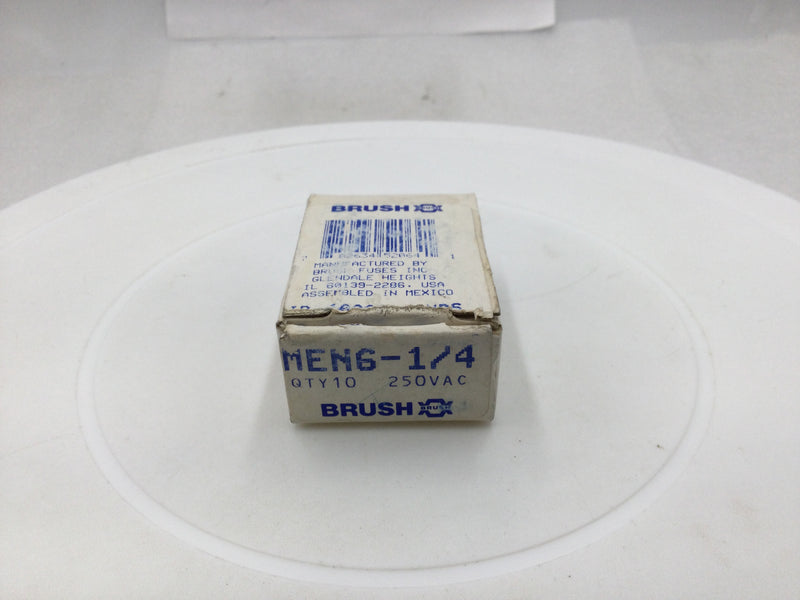 BRUSH
MANUFACTURED BY
BRUSH FUSES INC
GLENDALE HEIGHTS
IL 60139-2286. USA
ASSEMBLED IN MEXICO
MEN6-1/4
QTY10 250VAC
BRUSH BRUSH